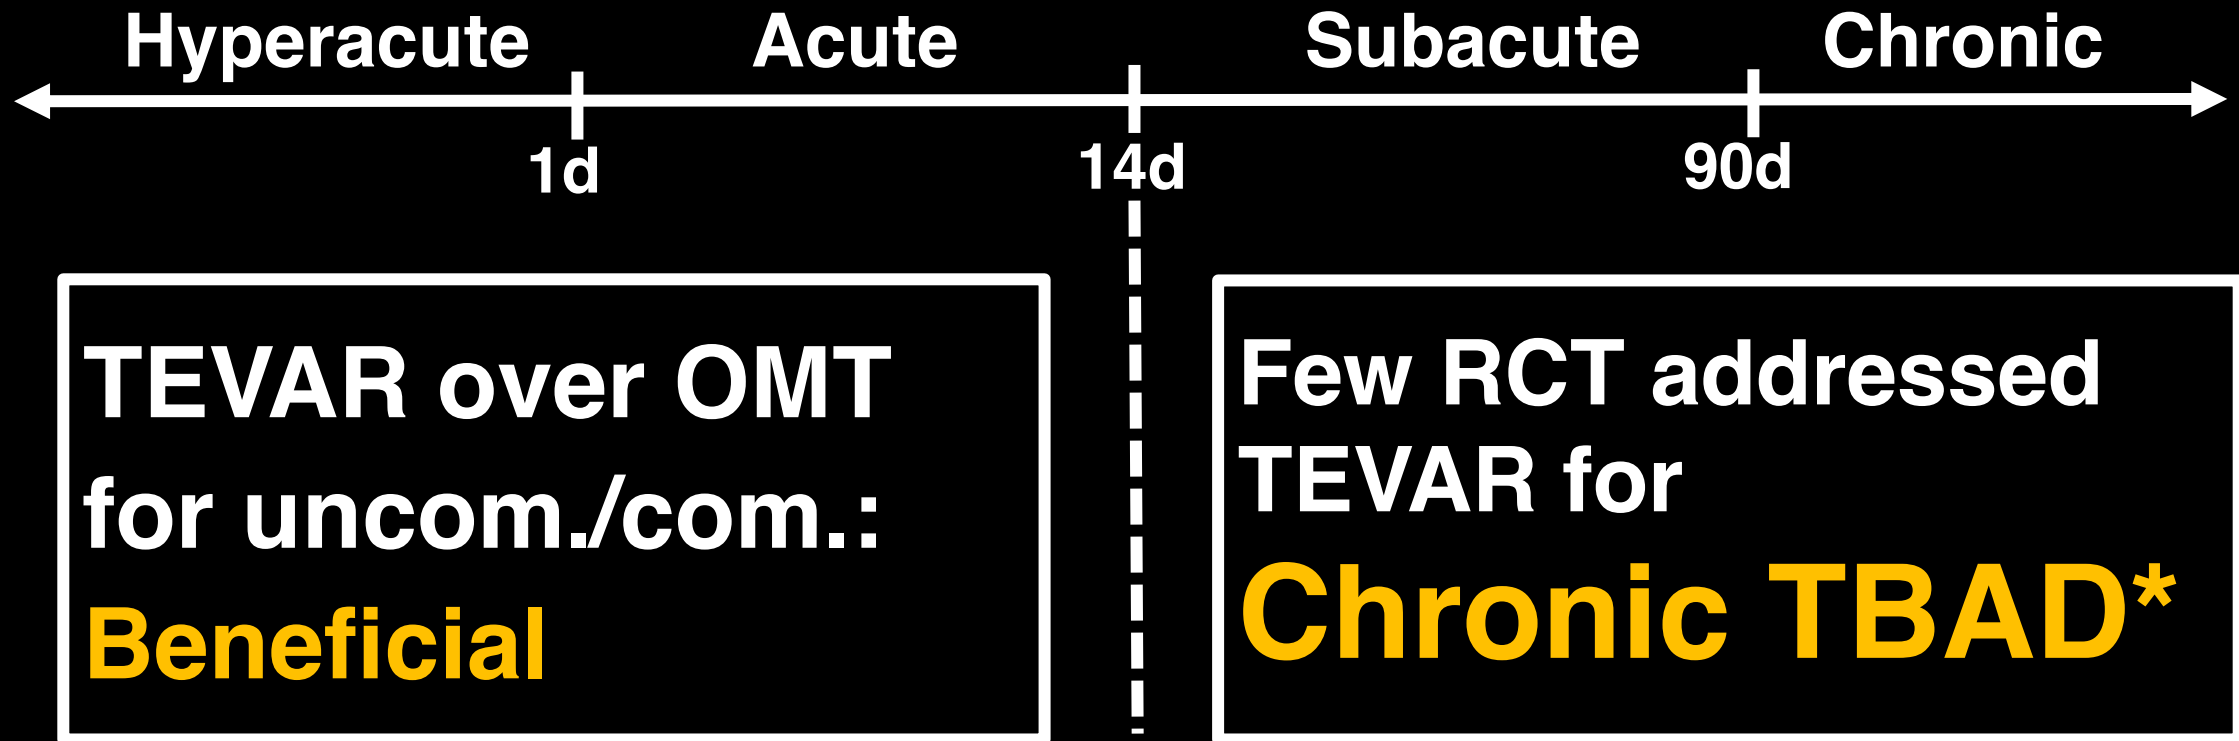 Hyperacute Acute Subacute Chronic
1d 14d 90d
TEVAR over OMT
for uncom./com.:
Beneficial
Few RCT addressed
TEVAR for
Chronic TBAD*